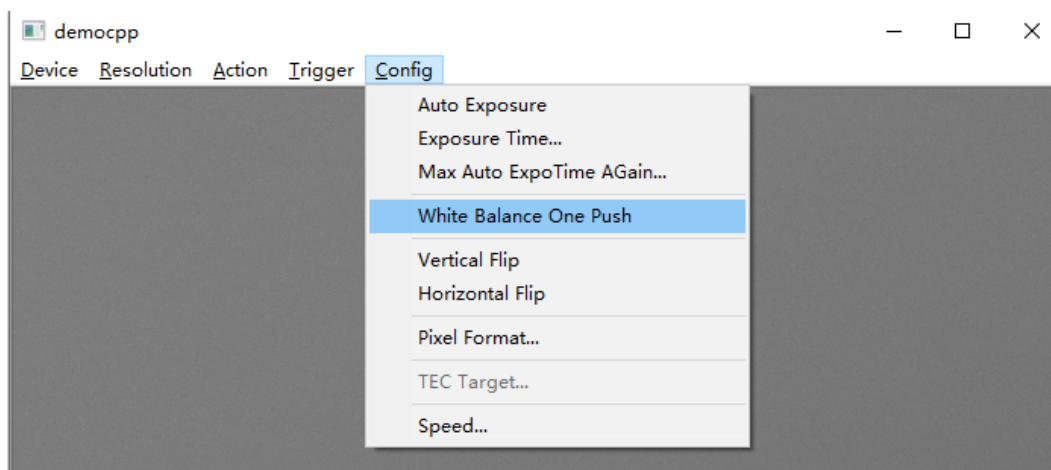 democpp
Device Resolution Action Trigger Config
Auto Exposure
Exposure Time...
Max Auto ExpoTime AGain...
White Balance One Push
Vertical Flip
Horizontal Flip
Pixel Format...
TEC Target...
Speed...